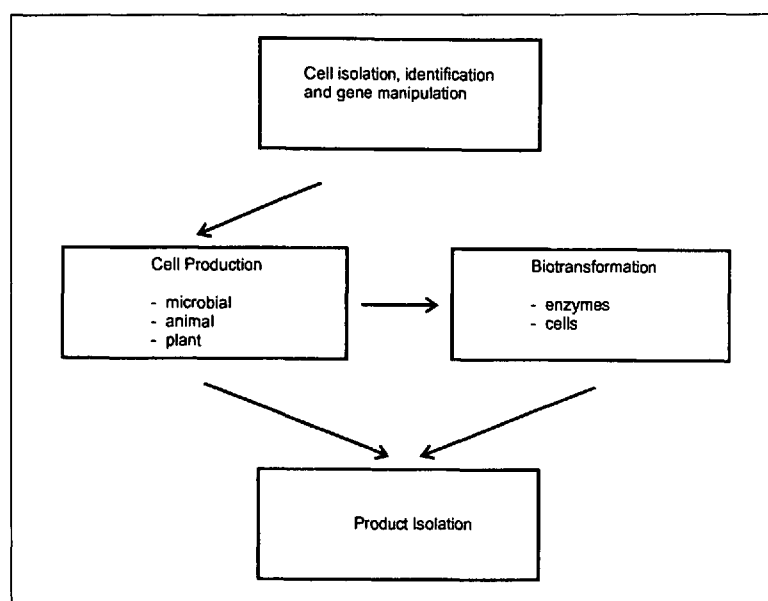 Cell isolation, identification
and gene manipulation
Cell Production
- microbial
- animal
- plant
Biotransformation
- enzymes
- cells
Product Isolation